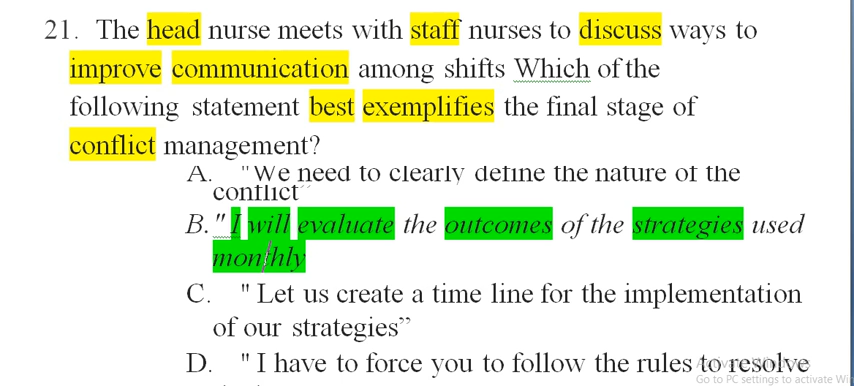 21. The head nurse meets with staff nurses to discuss ways to
improve communication among shifts Which of the
following statement best exemplifies the final stage of
conflict management?
A. "We need to clearly define the nature of the
conflict"
B. " I will evaluate the outcomes of the strategies used
monthly
C. " Let us create a time line for the implementation
of our strategies”
D. " I have to force you to follow the rules to resolve
Go to PC settings to activate Wi